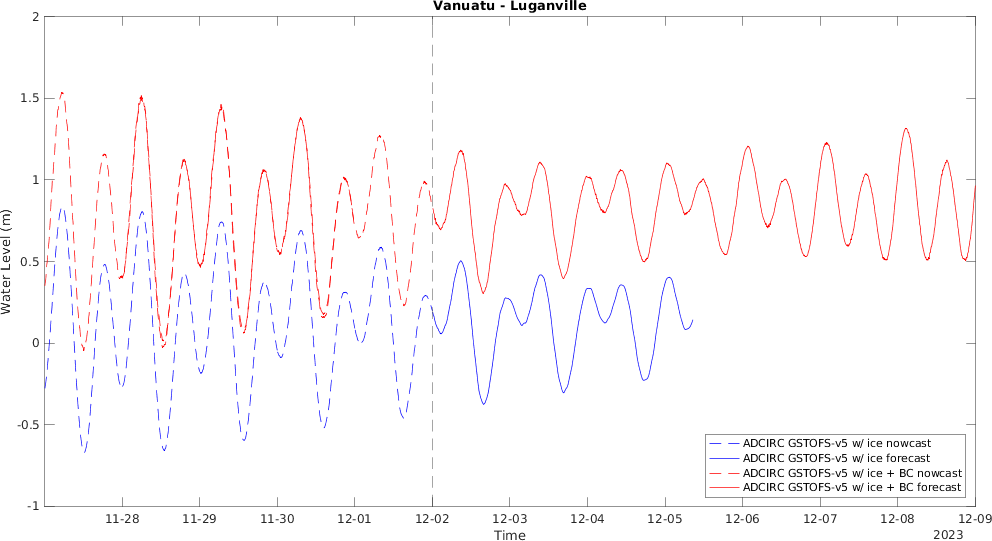 Vanuatu - Luganville
2
1.5
1
0.5
0
-0.5
-1
Water Level (m)
11-28 11-29 11-30 12-01 12-02 12-03 12-04 12-05 12-06 12-07 12-08 12-09
Time
2023
ADCIRC GSTOFS-v5 w/ ice nowcast
ADCIRC GSTOFS-v5 w/ ice forecast
ADCIRC GSTOFS-v5 w/ ice + BC nowcast
ADCIRC GSTOFS-v5 w/ ice + BC forecast